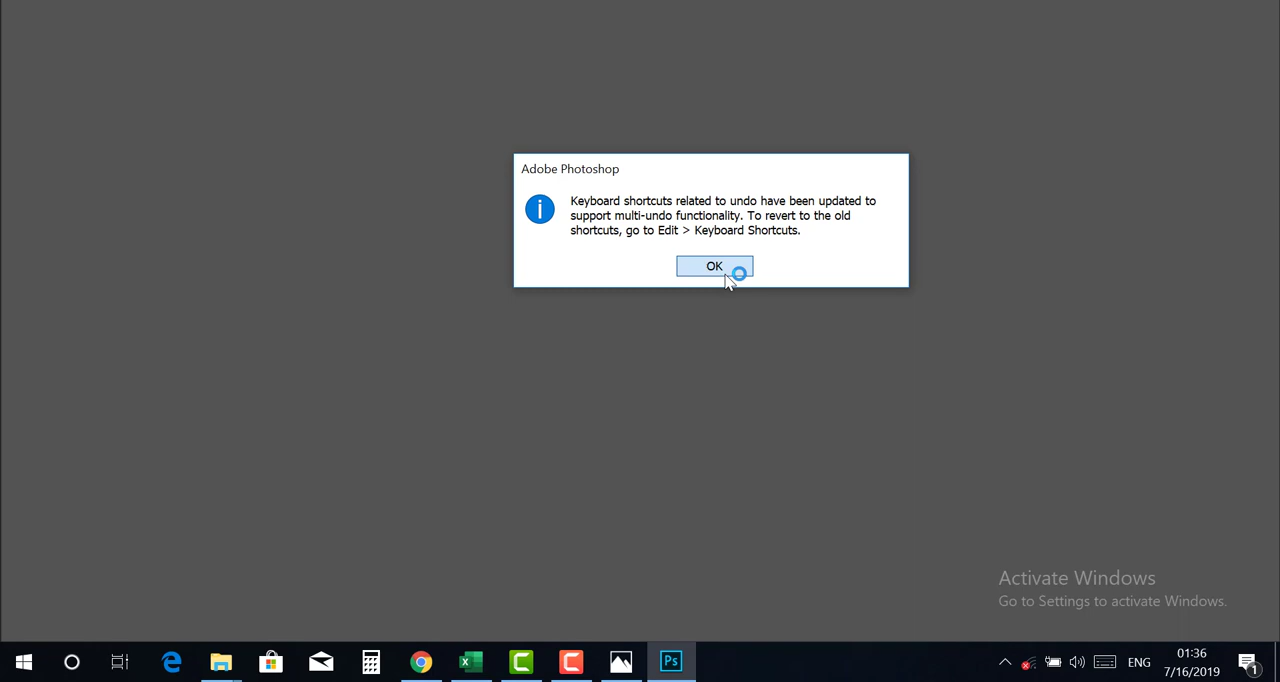 Adobe Photoshop
Keyboard shortcuts related to undo have been updated to
support multi-undo functionality. To revert to the old
shortcuts, go to Edit > Keyboard Shortcuts.
OK
Activate Windows
Go to Settings to activate Windows.
Ps
ENG
01:36
7/16/2019
1